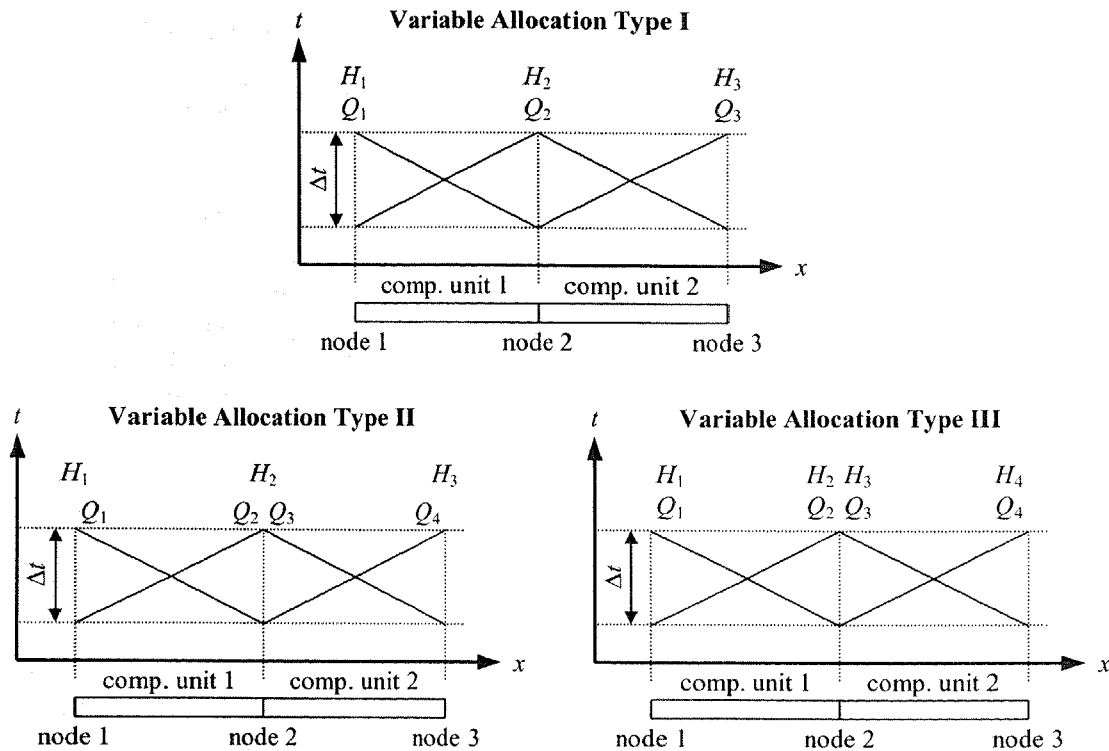 Variable Allocation Type I
t
H1 H2 H3
Q1 Q2 Q3
Δt
x
comp. unit 1 comp. unit 2
node 1 node 2 node 3
Variable Allocation Type II
t
H1 H2 H3
Q1 Q2 Q3 Q4
Δt
x
comp. unit 1 comp. unit 2
node 1 node 2 node 3
Variable Allocation Type III
t
H1 H2 H3 H4
Q1 Q2 Q3 Q4
Δt
x
comp. unit 1 comp. unit 2
node 1 node 2 node 3